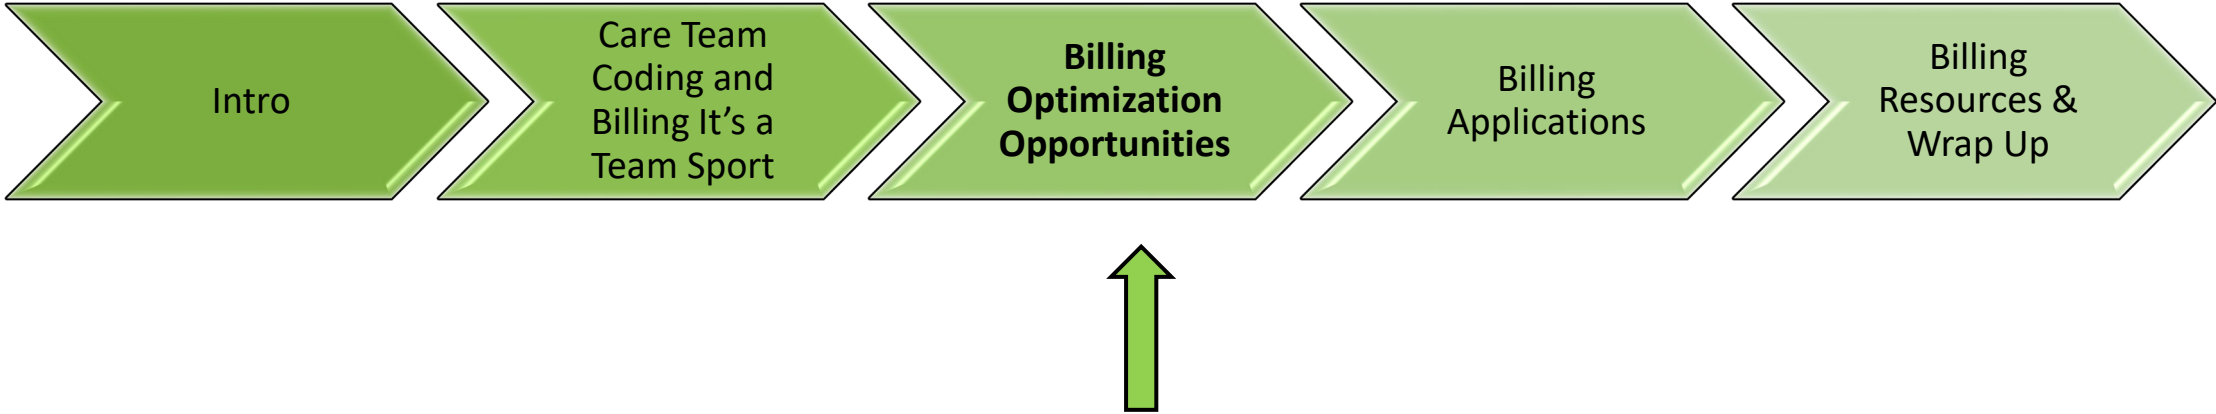 Intro
Care Team
Coding and
Billing It’s a
Team Sport
Billing
Optimization
Opportunities
Billing
Applications
Billing
Resources &
Wrap Up